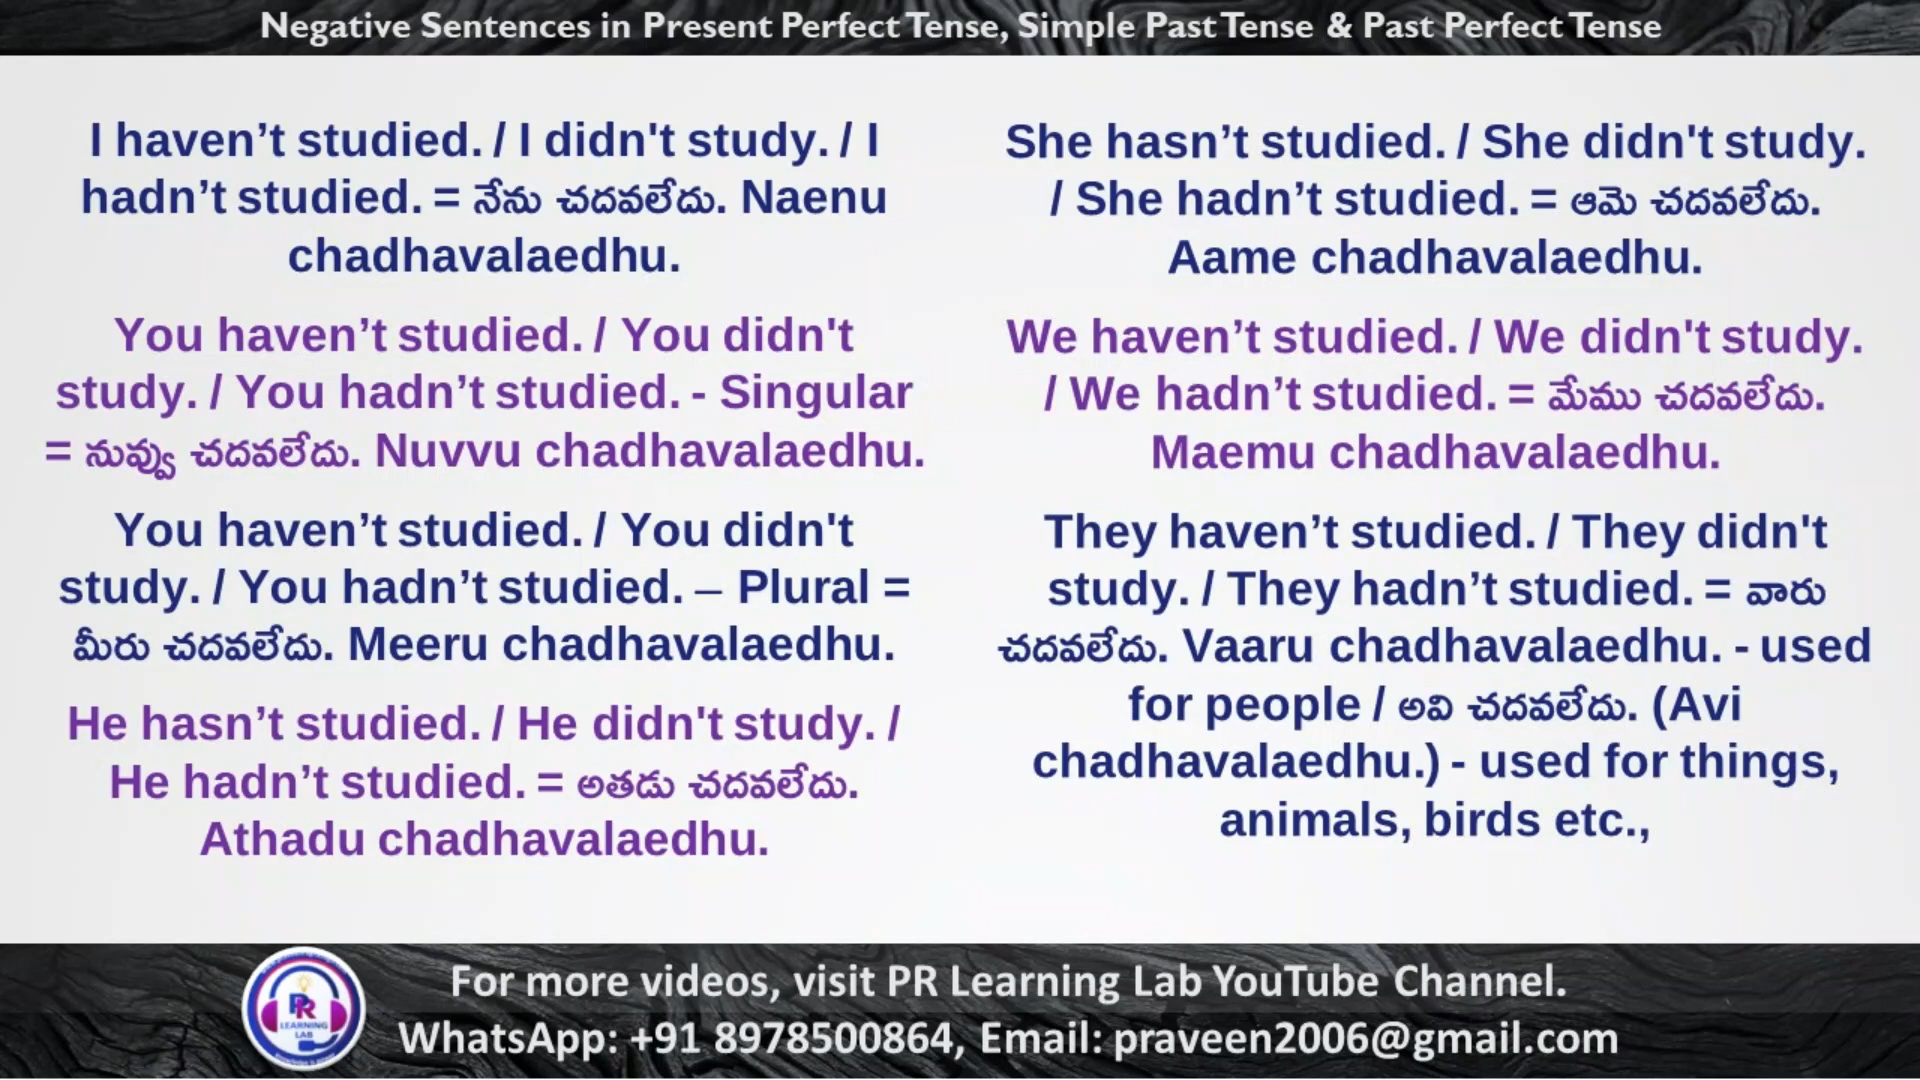 Negative Sentences in Present Perfect Tense, Simple Past Tense & Past Perfect Tense
I haven’t studied. / I didn't study. / I
hadn’t studied. = నేను చదవలేదు. Naenu
chadhavalaedhu.
You haven’t studied. / You didn't
study. / You hadn’t studied. - Singular
= నువ్వు చదవలేదు. Nuvvu chadhavalaedhu.
You haven’t studied. / You didn't
study. / You hadn’t studied. – Plural =
మీరు చదవలేదు. Meeru chadhavalaedhu.
He hasn’t studied. / He didn't study. /
He hadn’t studied. = అతడు చదవలేదు.
Athadu chadhavalaedhu.
She hasn’t studied. / She didn't study.
/ She hadn’t studied. = ఆమె చదవలేదు.
Aame chadhavalaedhu.
We haven’t studied. / We didn't study.
/ We hadn’t studied. = మేము చదవలేదు.
Maemu chadhavalaedhu.
They haven’t studied. / They didn't
study. / They hadn’t studied. = వారు
చదవలేదు. Vaaru chadhavalaedhu. - used
for people / అవి చదవలేదు. (Avi
chadhavalaedhu.) - used for things,
animals, birds etc.,
PR
LEARNING
LAB
For more videos, visit PR Learning Lab YouTube Channel.
WhatsApp: +91 8978500864, Email: praveen2006@gmail.com